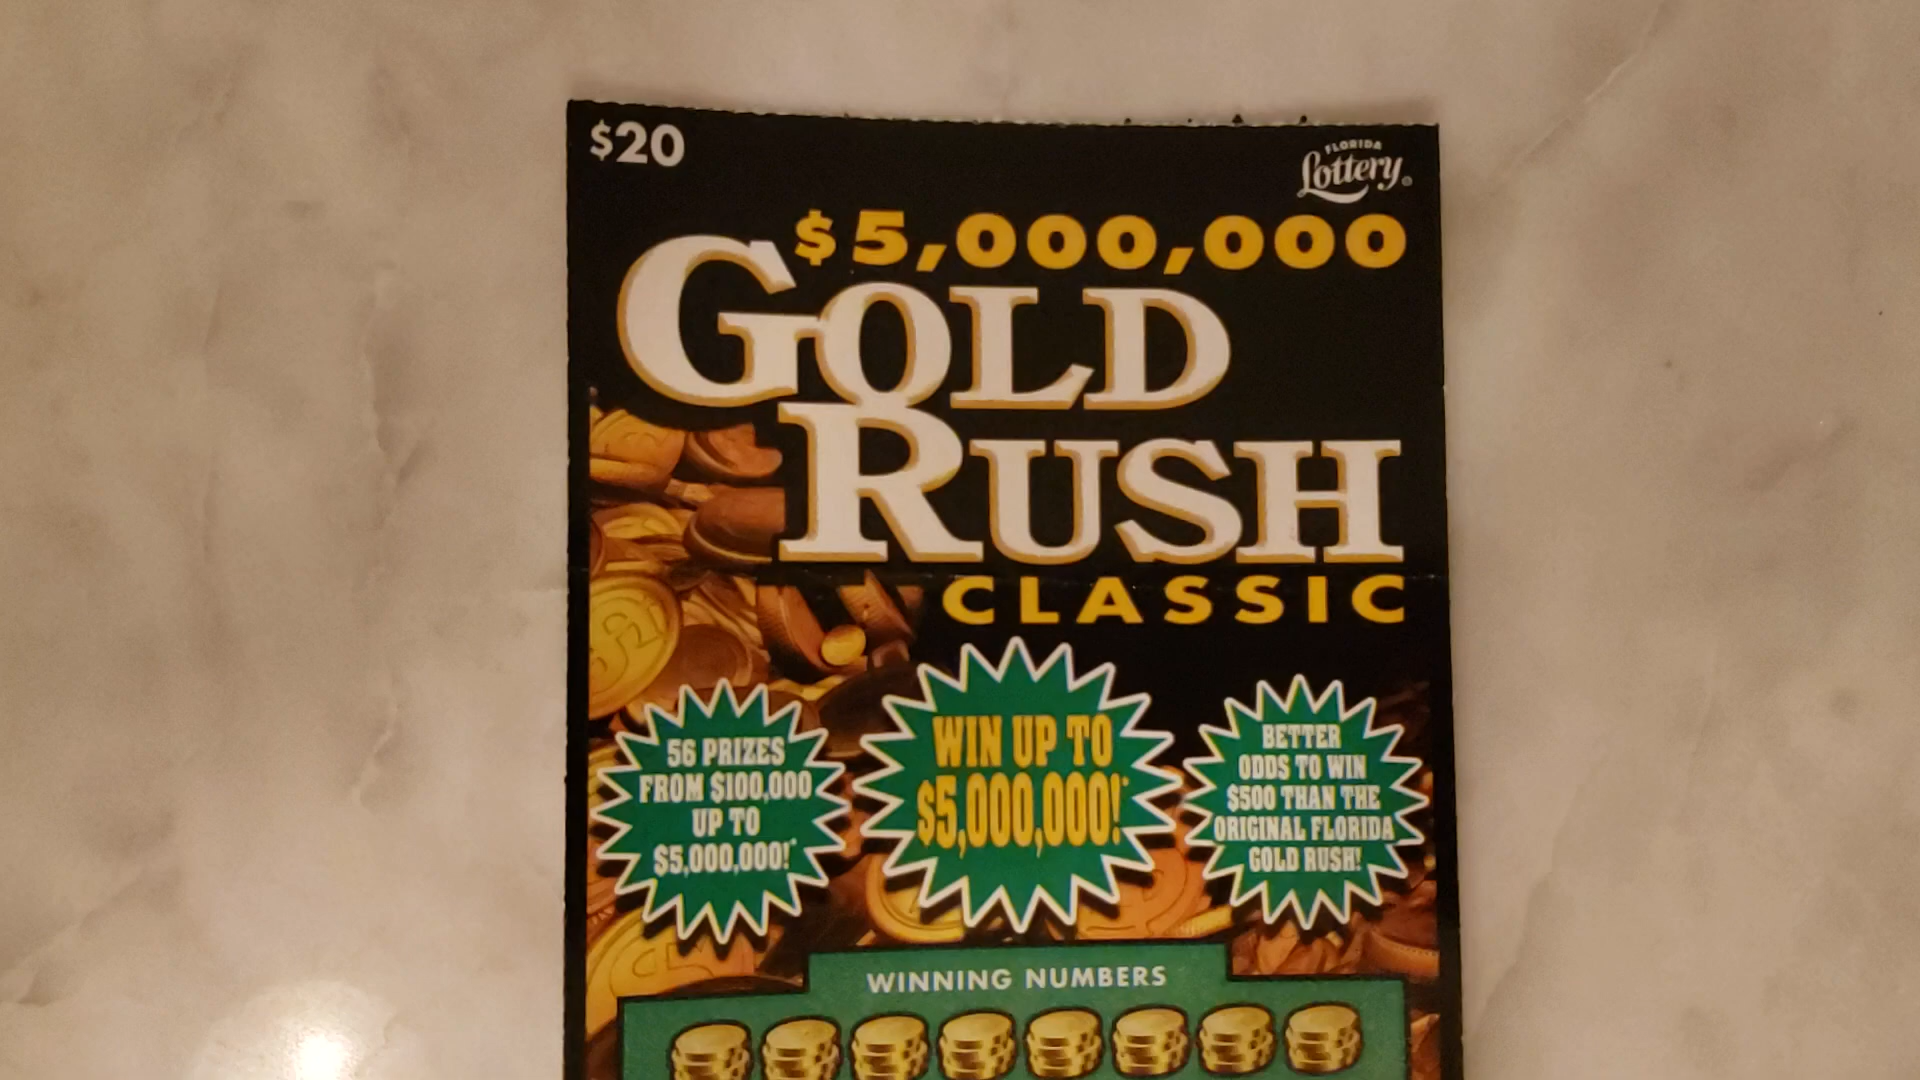 $20
FLORIDA
Lottery®
$5,000,000
GOLD
RUSH
CLASSIC
56 PRIZES
FROM $100,000
UP TO
$5,000,000!*
WIN UP TO
$5,000,000!*
BETTER
ODDS TO WIN
$500 THAN THE
ORIGINAL FLORIDA
GOLD RUSH!
WINNING NUMBERS